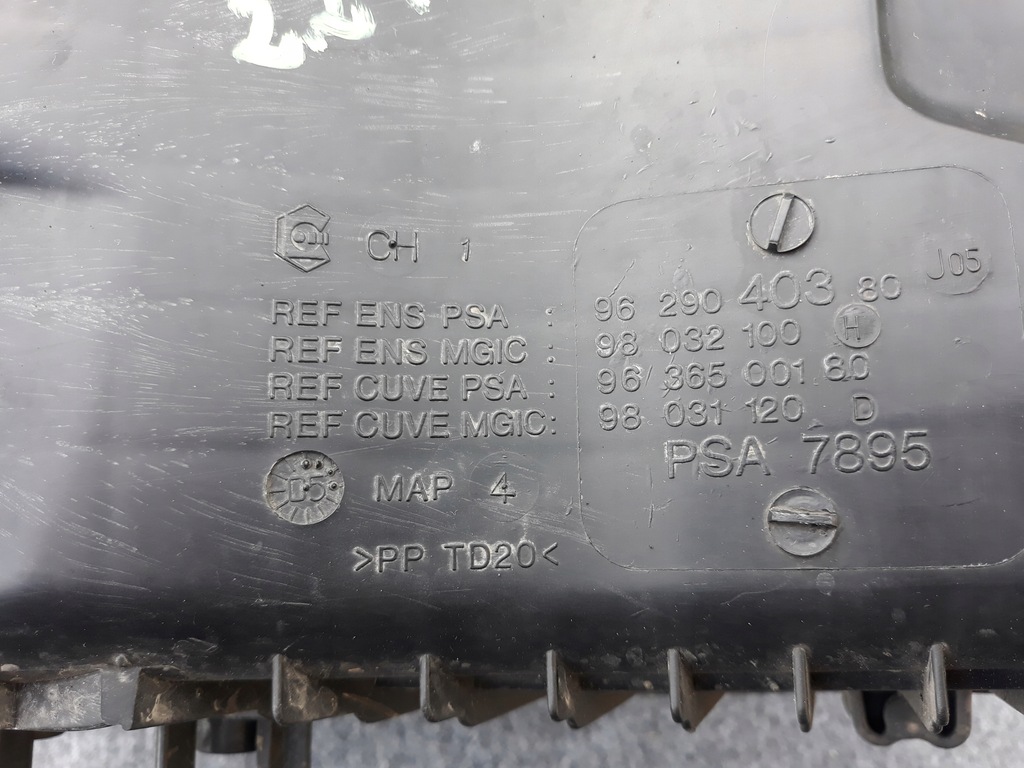 CH 1
J05
REF ENS PSA : 96 290 403 80
REF ENS MGIC : 98 032 100 H
REF CUVE PSA : 96 365 001 80
REF CUVE MGIC: 98 031 120 D
PSA 7895
05 MAP 4
>PP TD20<